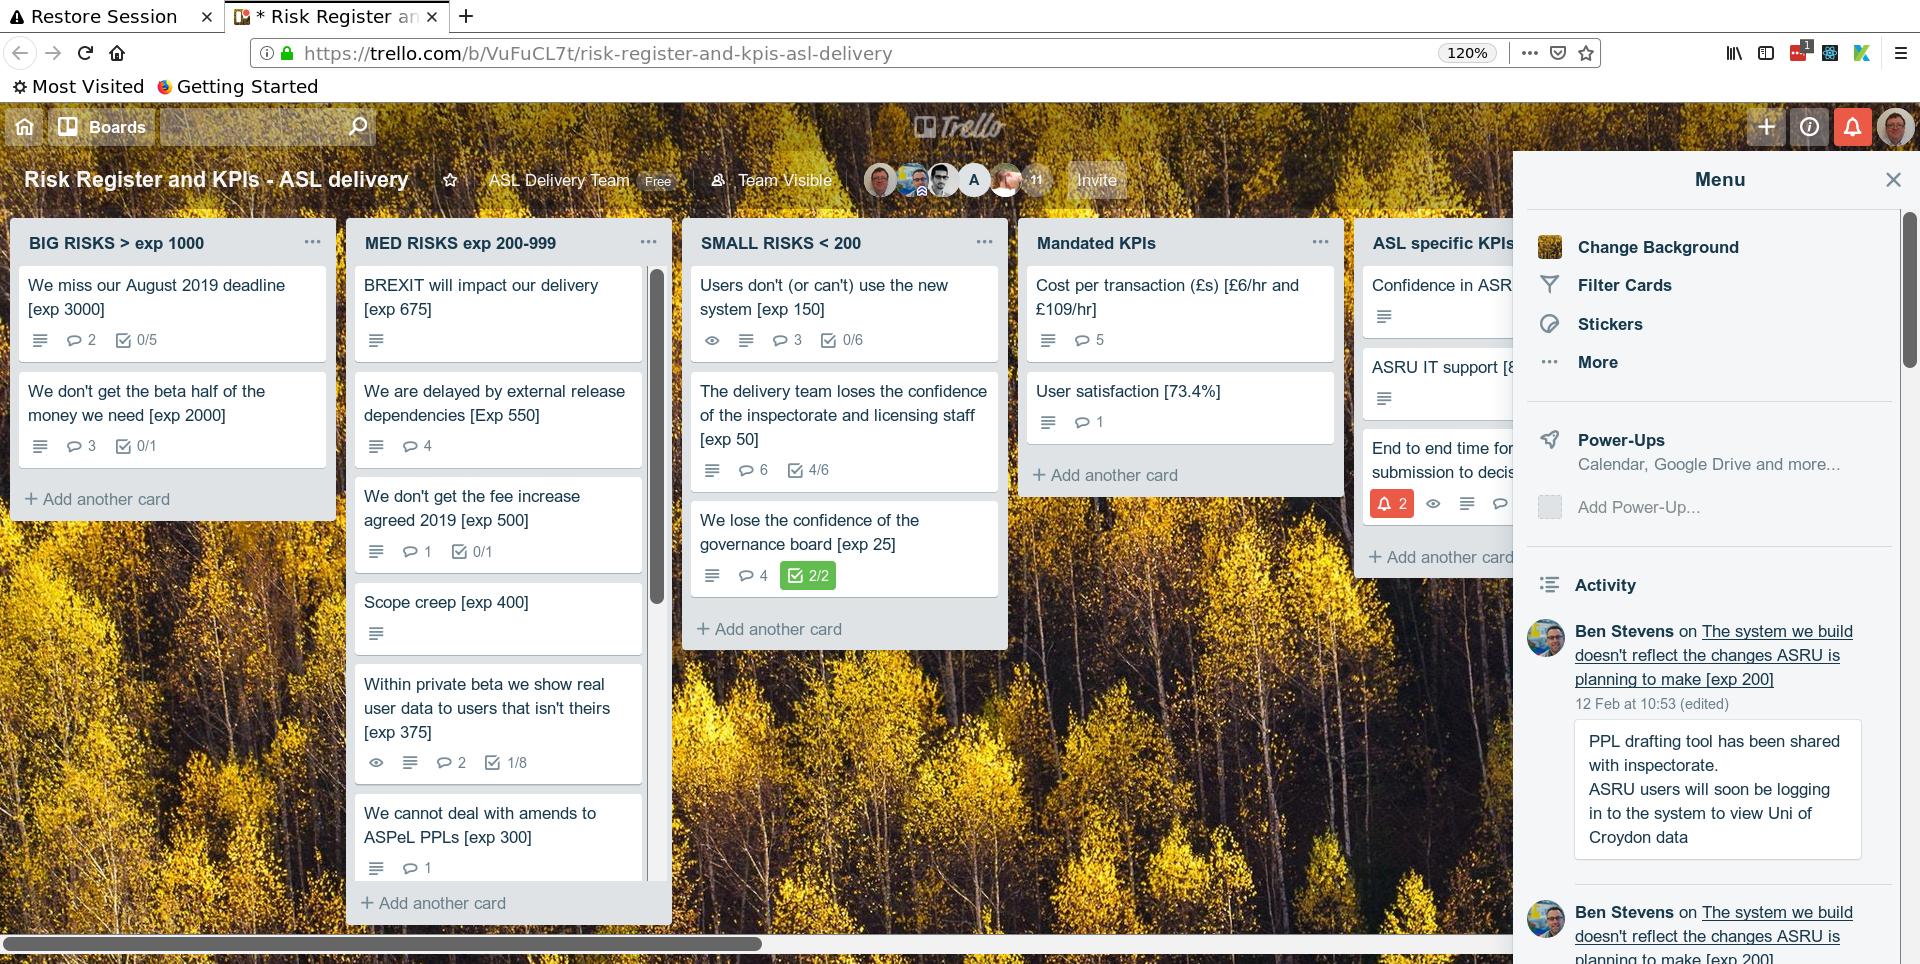 Restore Session
* Risk Register an
https://trello.com/b/VuFuCL7t/risk-register-and-kpis-asl-delivery
120%
1
Most Visited
Getting Started
Boards
Trello
Risk Register and KPIs - ASL delivery
ASL Delivery Team
Free
Team Visible
A
11
Invite
BIG RISKS > exp 1000
We miss our August 2019 deadline
[exp 3000]
2
0/5
We don't get the beta half of the
money we need [exp 2000]
3
0/1
+ Add another card
MED RISKS exp 200-999
BREXIT will impact our delivery
[exp 675]
We are delayed by external release
dependencies [Exp 550]
4
We don't get the fee increase
agreed 2019 [exp 500]
1
0/1
Scope creep [exp 400]
Within private beta we show real
user data to users that isn't theirs
[exp 375]
2
1/8
We cannot deal with amends to
ASPeL PPLs [exp 300]
1
+ Add another card
SMALL RISKS < 200
Users don't (or can't) use the new
system [exp 150]
3
0/6
The delivery team loses the confidence
of the inspectorate and licensing staff
[exp 50]
6
4/6
We lose the confidence of the
governance board [exp 25]
4
2/2
+ Add another card
Mandated KPIs
Cost per transaction (£s) [£6/hr and
£109/hr]
5
User satisfaction [73.4%]
1
+ Add another card
ASL specific KPIs
Confidence in ASR
ASRU IT support [8
End to end time for
submission to decis
2
+ Add another card
Menu
Change Background
Filter Cards
Stickers
More
Power-Ups
Calendar, Google Drive and more...
Add Power-Up...
Activity
Ben Stevens on The system we build
doesn't reflect the changes ASRU is
planning to make [exp 200]
12 Feb at 10:53 (edited)
PPL drafting tool has been shared
with inspectorate.
ASRU users will soon be logging
in to the system to view Uni of
Croydon data
Ben Stevens on The system we build
doesn't reflect the changes ASRU is
planning to make [exp 200]